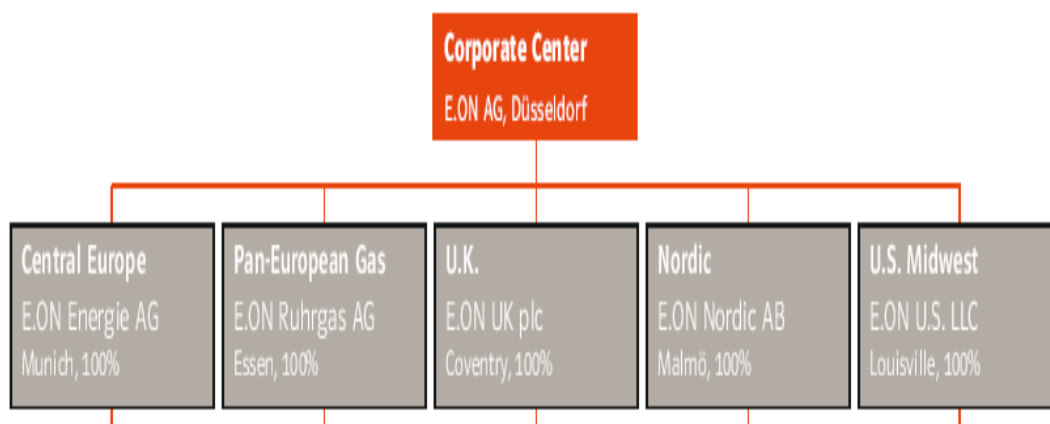 Corporate Center
E.ON AG, Düsseldorf
Central Europe
E.ON Energie AG
Munich, 100%
Pan-European Gas
E.ON Ruhrgas AG
Essen, 100%
U.K.
E.ON UK plc
Coventry, 100%
Nordic
E.ON Nordic AB
Malmö, 100%
U.S. Midwest
E.ON U.S. LLC
Louisville, 100%